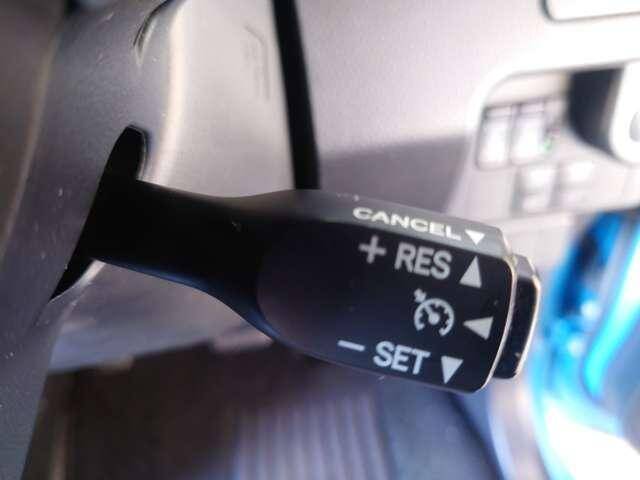 CANCEL ▼
+ RES ▲
◀
− SET ▼